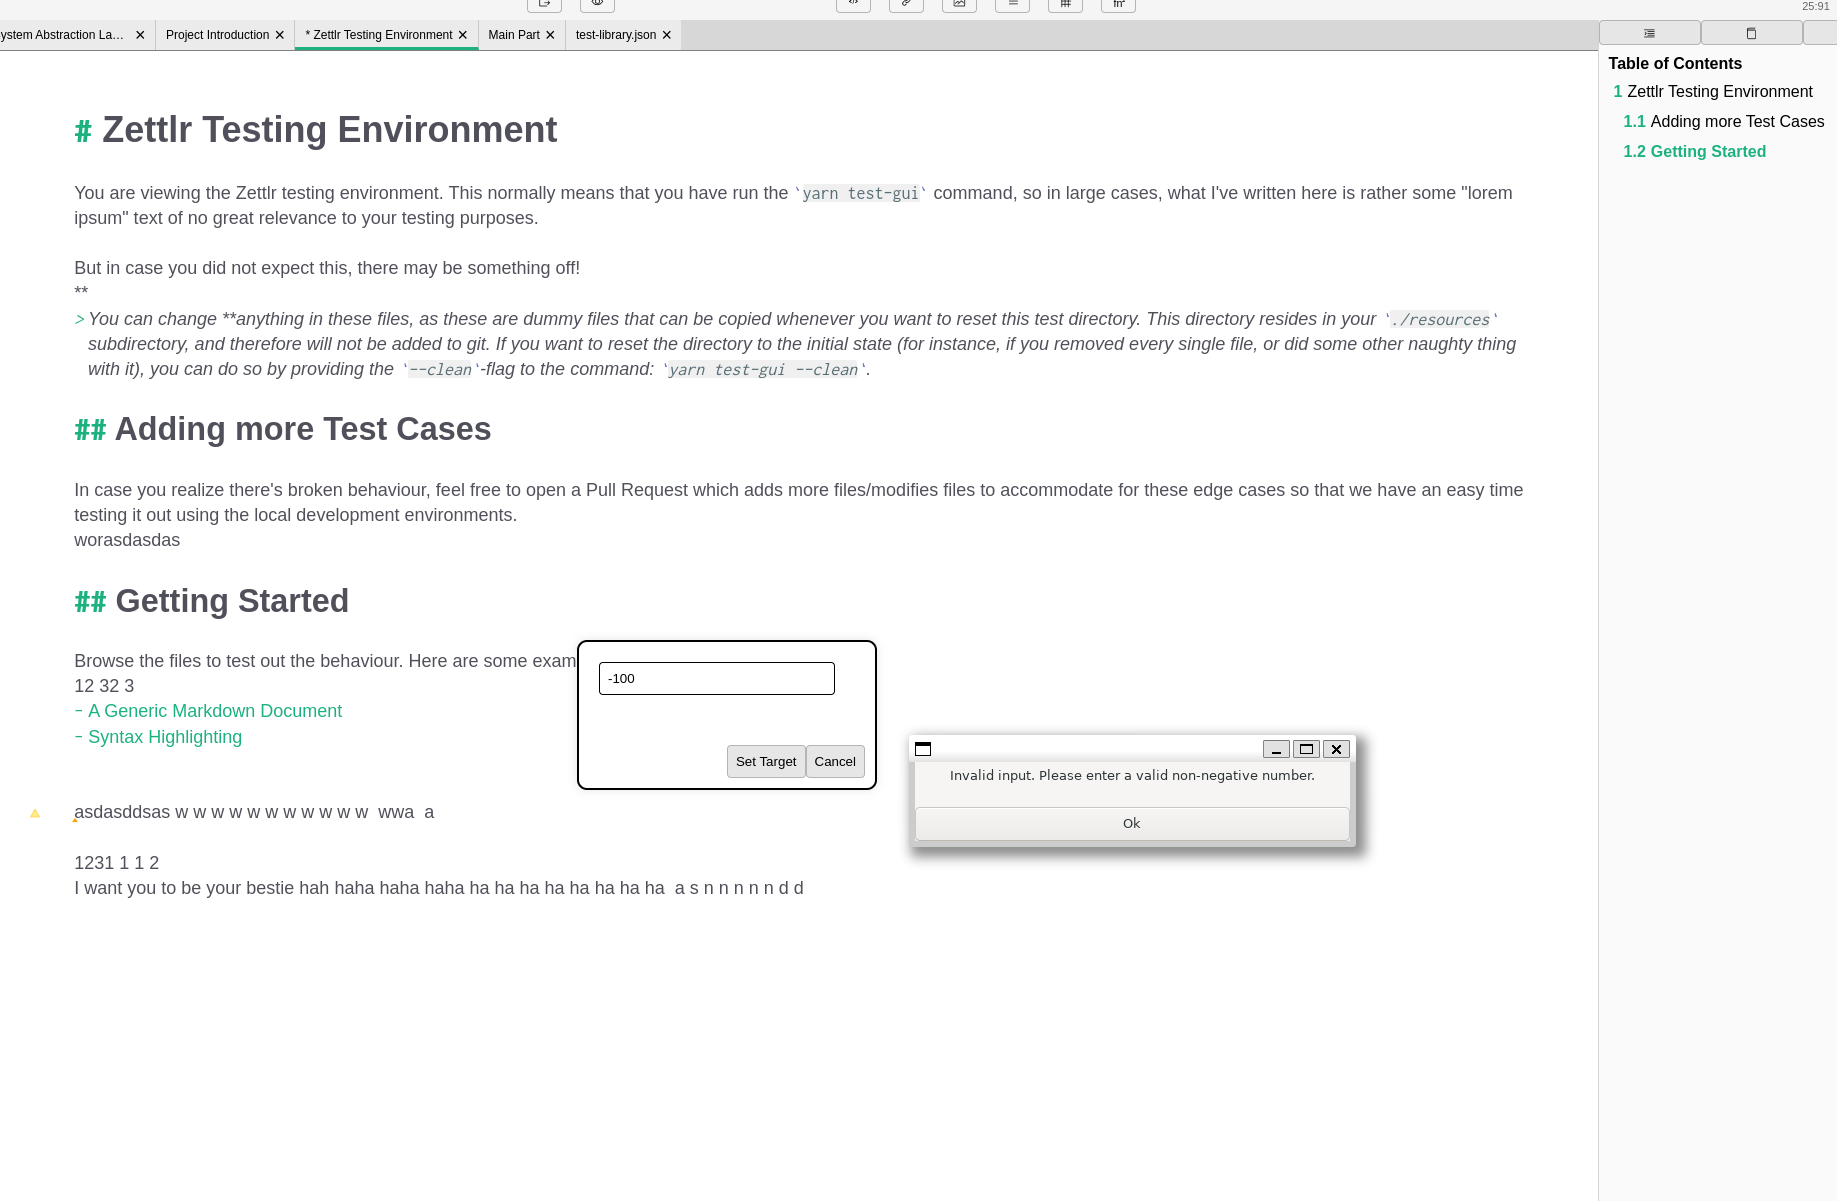 25:91
ystem Abstraction La…
Project Introduction
* Zettlr Testing Environment
Main Part
test-library.json
Table of Contents
1 Zettlr Testing Environment
1.1 Adding more Test Cases
1.2 Getting Started
# Zettlr Testing Environment
You are viewing the Zettlr testing environment. This normally means that you have run the `yarn test-gui` command, so in large cases, what I've written here is rather some "lorem
ipsum" text of no great relevance to your testing purposes.
But in case you did not expect this, there may be something off!
**
> You can change **anything in these files, as these are dummy files that can be copied whenever you want to reset this test directory. This directory resides in your `./resources`
subdirectory, and therefore will not be added to git. If you want to reset the directory to the initial state (for instance, if you removed every single file, or did some other naughty thing
with it), you can do so by providing the `--clean`-flag to the command: `yarn test-gui --clean`.
## Adding more Test Cases
In case you realize there's broken behaviour, feel free to open a Pull Request which adds more files/modifies files to accommodate for these edge cases so that we have an easy time
testing it out using the local development environments.
worasdasdas
## Getting Started
Browse the files to test out the behaviour. Here are some exam
12 32 3
- A Generic Markdown Document
- Syntax Highlighting
-100
Set Target
Cancel
Invalid input. Please enter a valid non-negative number.
Ok
asdasddsas w w w w w w w w w w w  wwa  a
1231 1 1 2
I want you to be your bestie hah haha haha haha ha ha ha ha ha ha ha ha  a s n n n n n d d